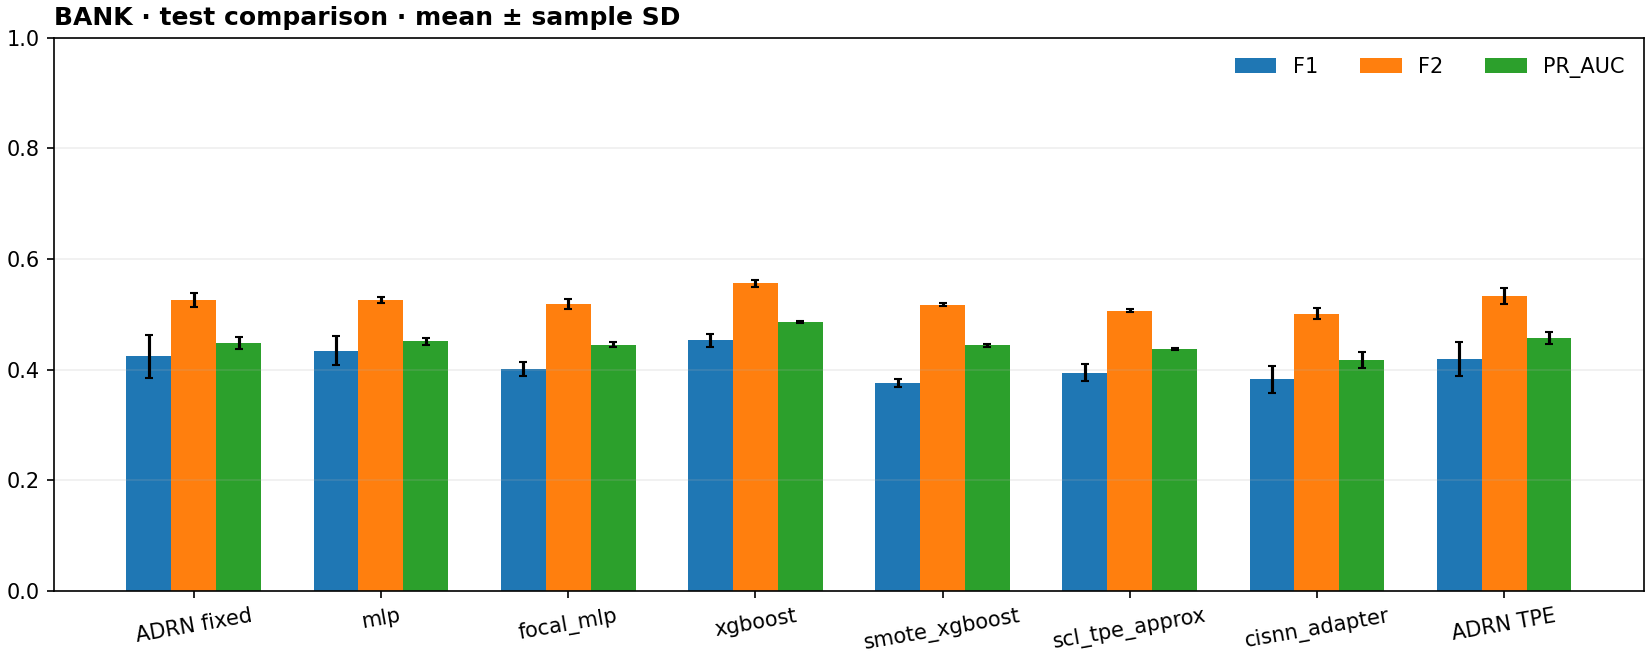 BANK · test comparison · mean ± sample SD
1.0
0.8
0.6
0.4
0.2
0.0
F1 F2 PR_AUC
ADRN fixed mlp focal_mlp xgboost smote_xgboost scl_tpe_approx cisnn_adapter ADRN TPE